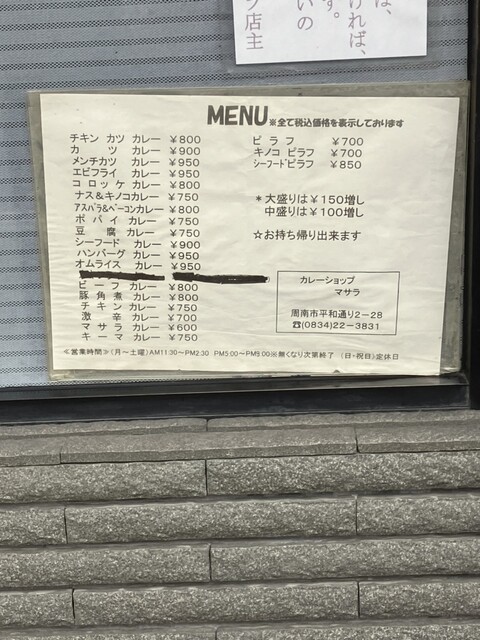 は、
ければ、
す。
いの
ク店主
MENU ※全て税込価格を表示しております
チキン カツ カレー ¥800
カ ツ カレー ¥900
メンチカツ カレー ¥950
エビフライ カレー ¥950
コ ロ ッ ケ カレー ¥800
ナス&キノコカレー ¥750
アスパラ&ベーコンカレー ¥800
ポ パ イ カレー ¥750
豆 腐 カレー ¥750
シーフード カレー ¥900
ハンバーグ カレー ¥950
オムライス カレー ¥950
ビ ー フ カレー ¥800
豚 角 煮 カレー ¥800
チ キ ン カレー ¥750
激 辛 カレー ¥700
マ サ ラ カレー ¥600
キ ー マ カレー ¥750
ピ ラ フ ¥700
キノコ ピラフ ¥700
シーフードピラフ ¥850
*大盛りは¥150増し
中盛りは¥100増し
☆お持ち帰り出来ます
カレーショップ
マサラ
周南市平和通り2-28
☎(0834)22-3831
≪営業時間≫(月~土曜)AM11:30~PM2:30 PM5:00~PM9:00※無くなり次第終了 (日・祝日)定休日